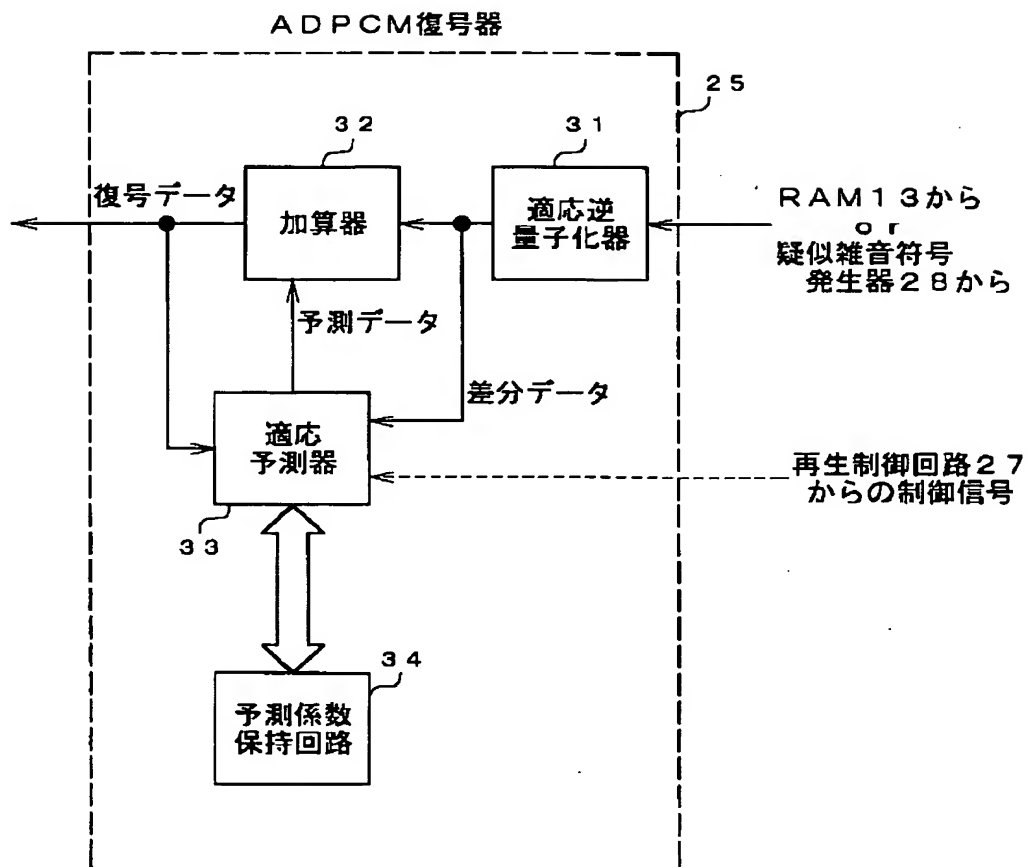 ADPCM復号器
25
32
31
復号データ
加算器
適応逆
量子化器
RAM13から
or
疑似雑音符号
発生器28から
予測データ
差分データ
適応
予測器
再生制御回路27
からの制御信号
33
34
予測係数
保持回路